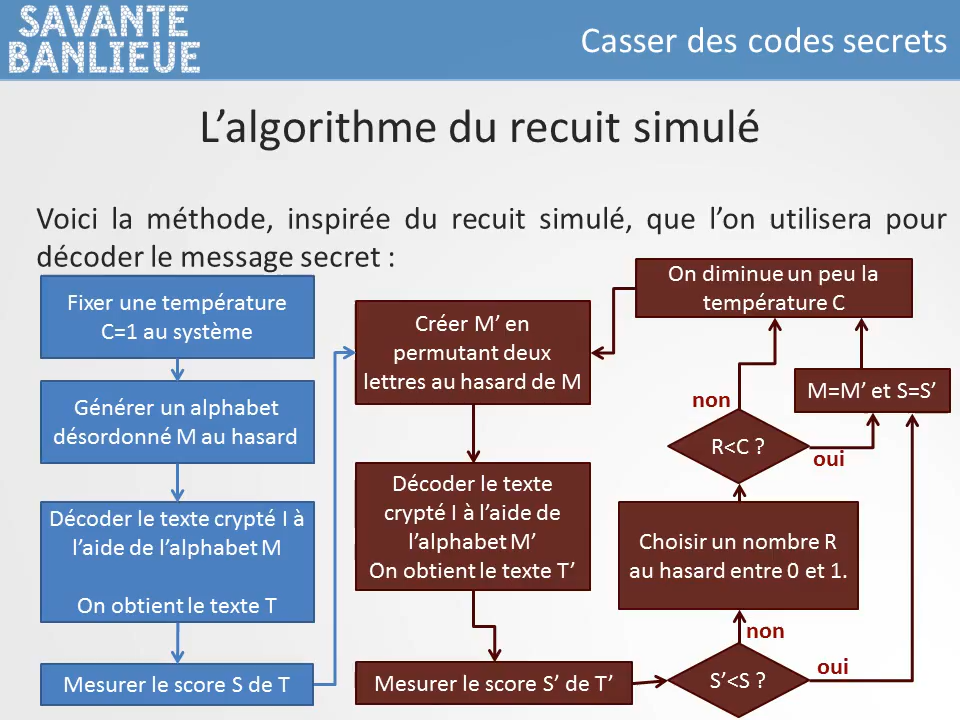 SAVANTE
BANLIEUE
Casser des codes secrets
L’algorithme du recuit simulé
Voici la méthode, inspirée du recuit simulé, que l’on utilisera pour
décoder le message secret :
Fixer une température
C=1 au système
Générer un alphabet
désordonné M au hasard
Décoder le texte crypté I à
l’aide de l’alphabet M
On obtient le texte T
Mesurer le score S de T
Créer M’ en
permutant deux
lettres au hasard de M
Décoder le texte
crypté I à l’aide de
l’alphabet M’
On obtient le texte T’
Mesurer le score S’ de T’
S’<S ?
oui
non
Choisir un nombre R
au hasard entre 0 et 1.
R<C ?
oui
non
M=M’ et S=S’
On diminue un peu la
température C